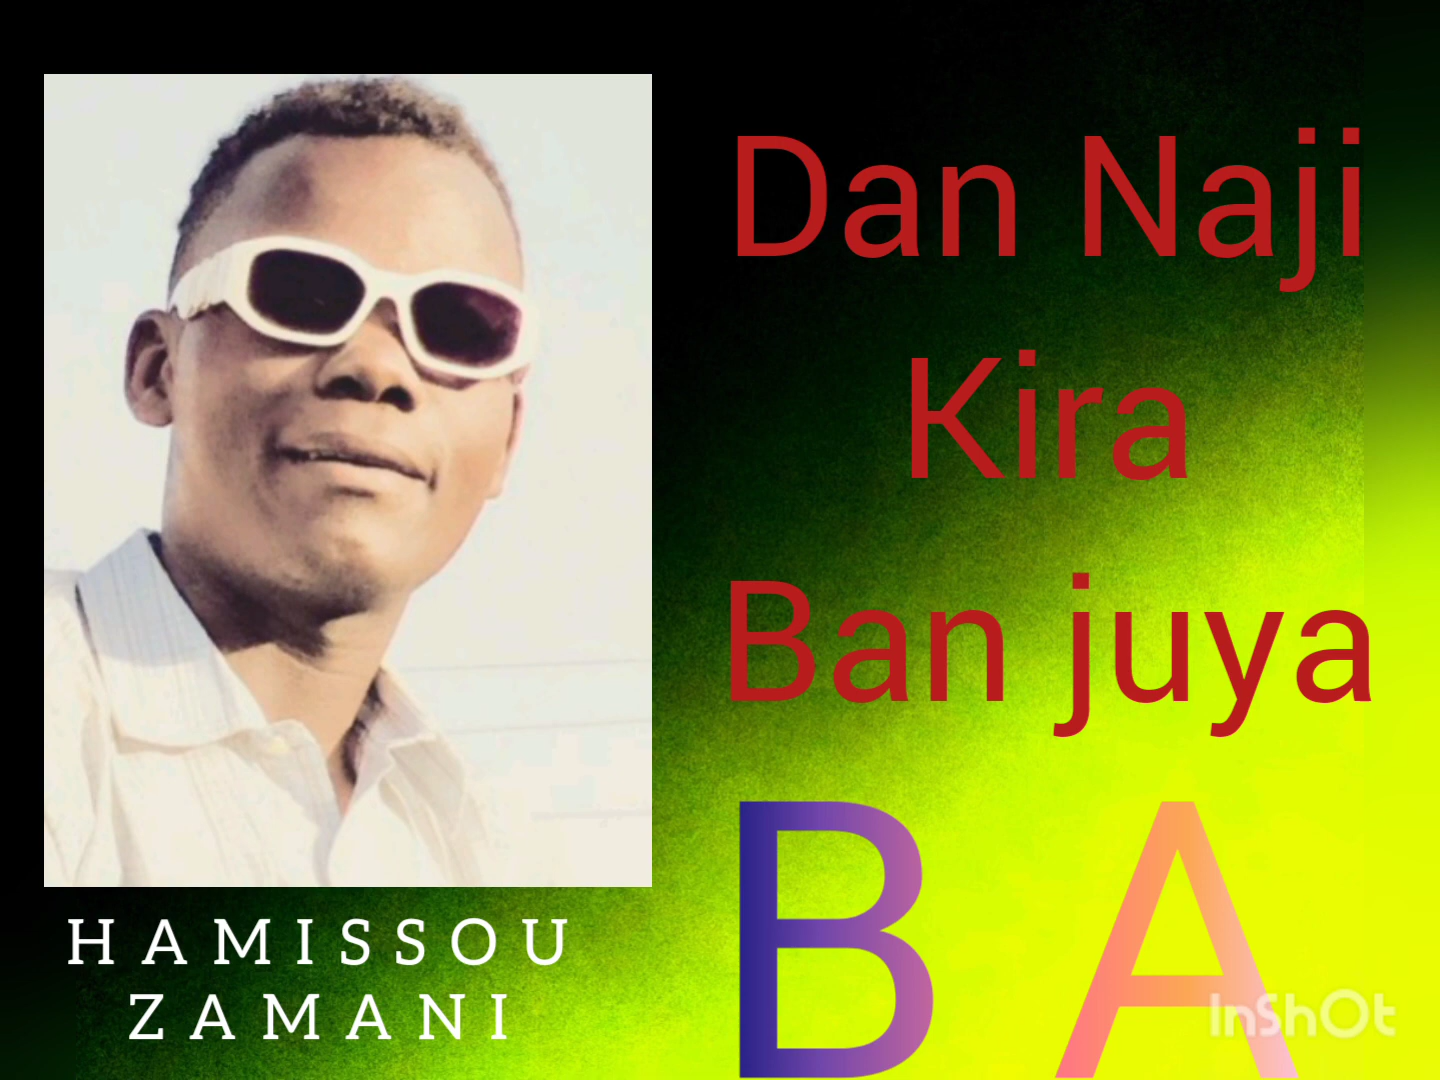 Dan Naji
Kira
Ban juya
B A
HAMISSOU
ZAMANI
InShOt